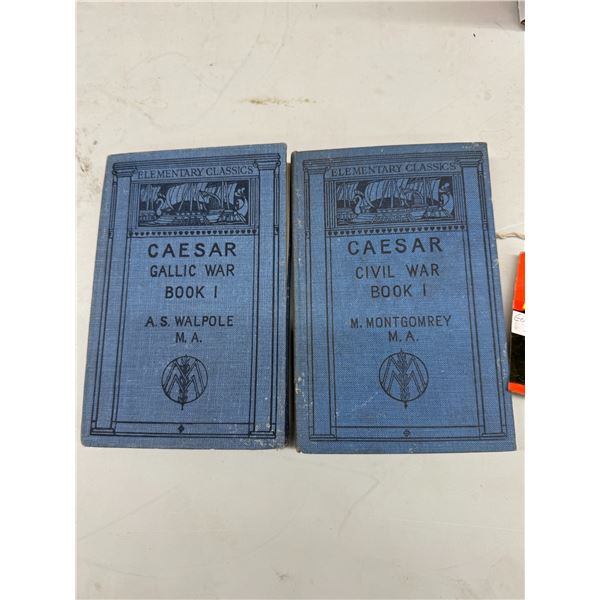 ELEMENTARY CLASSICS
CAESAR
GALLIC WAR
BOOK I
A.S. WALPOLE
M.A.
ELEMENTARY CLASSICS
CAESAR
CIVIL WAR
BOOK I
M. MONTGOMREY
M.A.